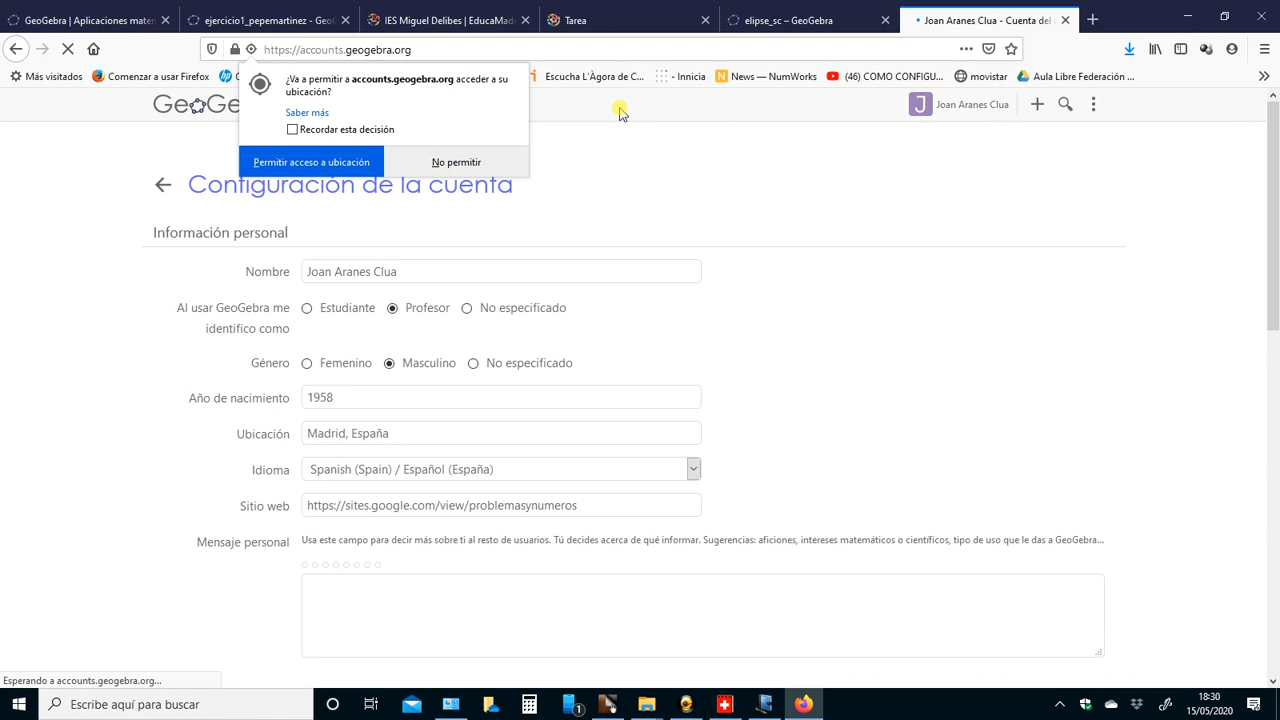 GeoGebra | Aplicaciones matem
ejercicio1_pepemartinez - GeoG
IES Miguel Delibes | EducaMadr
Tarea
elipse_sc – GeoGebra
Joan Aranes Clua - Cuenta del u
https://accounts.geogebra.org
Más visitados
Comenzar a usar Firefox
Escucha L'Àgora de C...
- Innicia
News — NumWorks
(46) COMO CONFIGU...
movistar
Aula Libre Federación ...
¿Va a permitir a accounts.geogebra.org acceder a su
ubicación?
Saber más
Recordar esta decisión
Permitir acceso a ubicación
No permitir
GeoGe
J
Joan Aranes Clua
Configuración de la cuenta
Información personal
Nombre
Joan Aranes Clua
Al usar GeoGebra me
identifico como
Estudiante
Profesor
No especificado
Género
Femenino
Masculino
No especificado
Año de nacimiento
1958
Ubicación
Madrid, España
Idioma
Spanish (Spain) / Español (España)
Sitio web
https://sites.google.com/view/problemasynumeros
Mensaje personal
Usa este campo para decir más sobre ti al resto de usuarios. Tú decides acerca de qué informar. Sugerencias: aficiones, intereses matemáticos o científicos, tipo de uso que le das a GeoGebra...
Esperando a accounts.geogebra.org...
Escribe aquí para buscar
1
18:30
15/05/2020